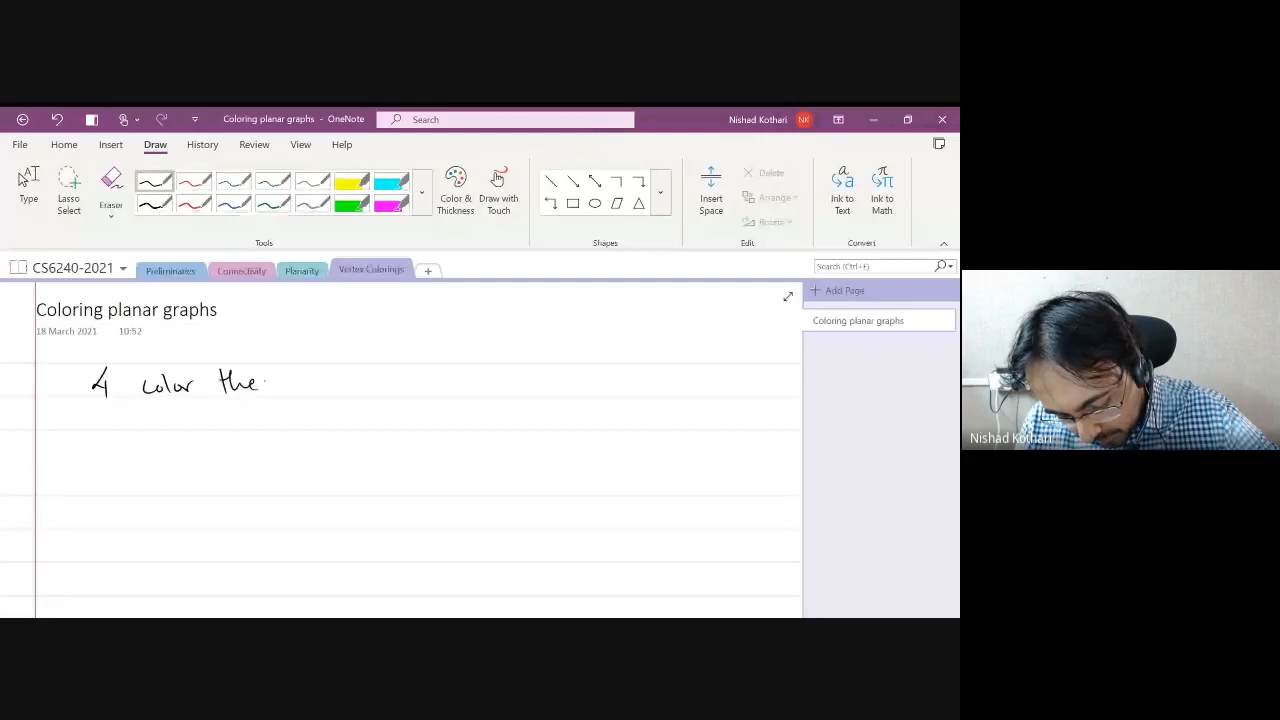 Coloring planar graphs - OneNote
Search
Nishad Kothari
NK
File
Home
Insert
Draw
History
Review
View
Help
Type
Lasso Select
Eraser
Color & Thickness
Draw with Touch
Insert Space
Delete
Arrange
Rotate
Ink to Text
Ink to Math
Tools
Shapes
Edit
Convert
CS6240-2021
Preliminaries
Connectivity
Planarity
Vertex Colorings
Search (Ctrl+E)
Add Page
Coloring planar graphs
Coloring planar graphs
18 March 2021 10:52
4 color the
Nishad Kothari